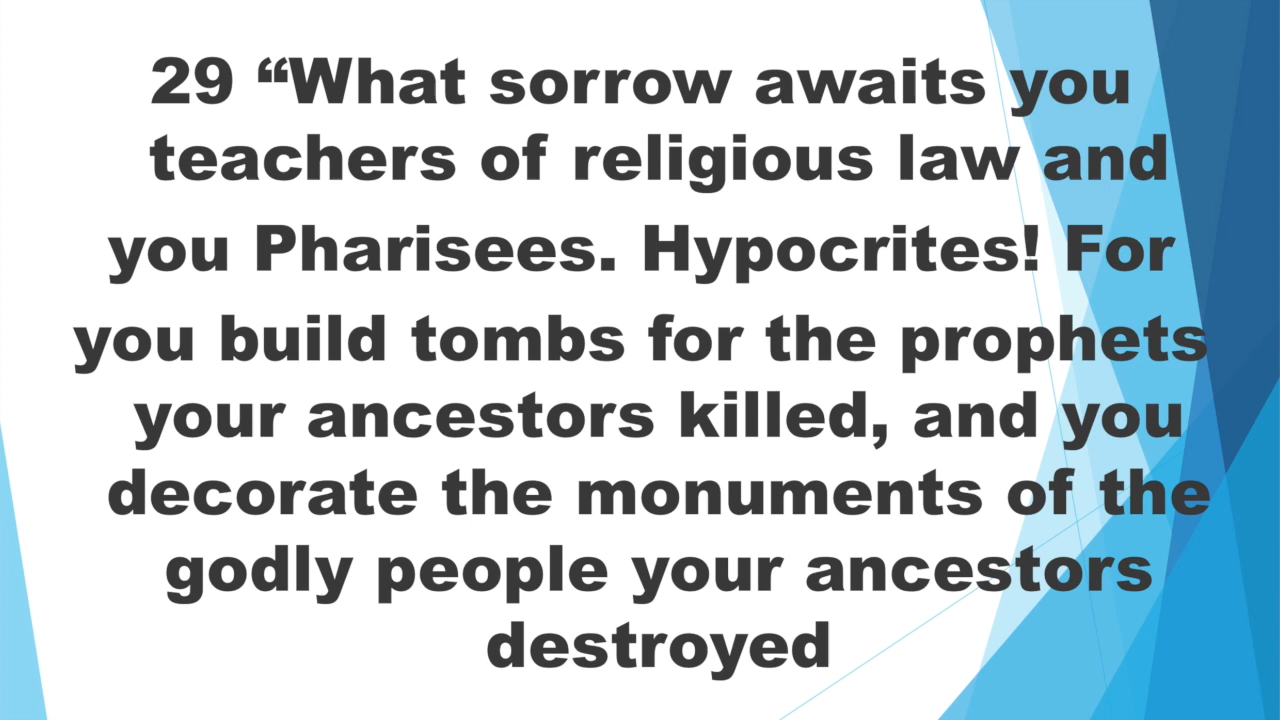 29 “What sorrow awaits you
teachers of religious law and
you Pharisees. Hypocrites! For
you build tombs for the prophets
your ancestors killed, and you
decorate the monuments of the
godly people your ancestors
destroyed